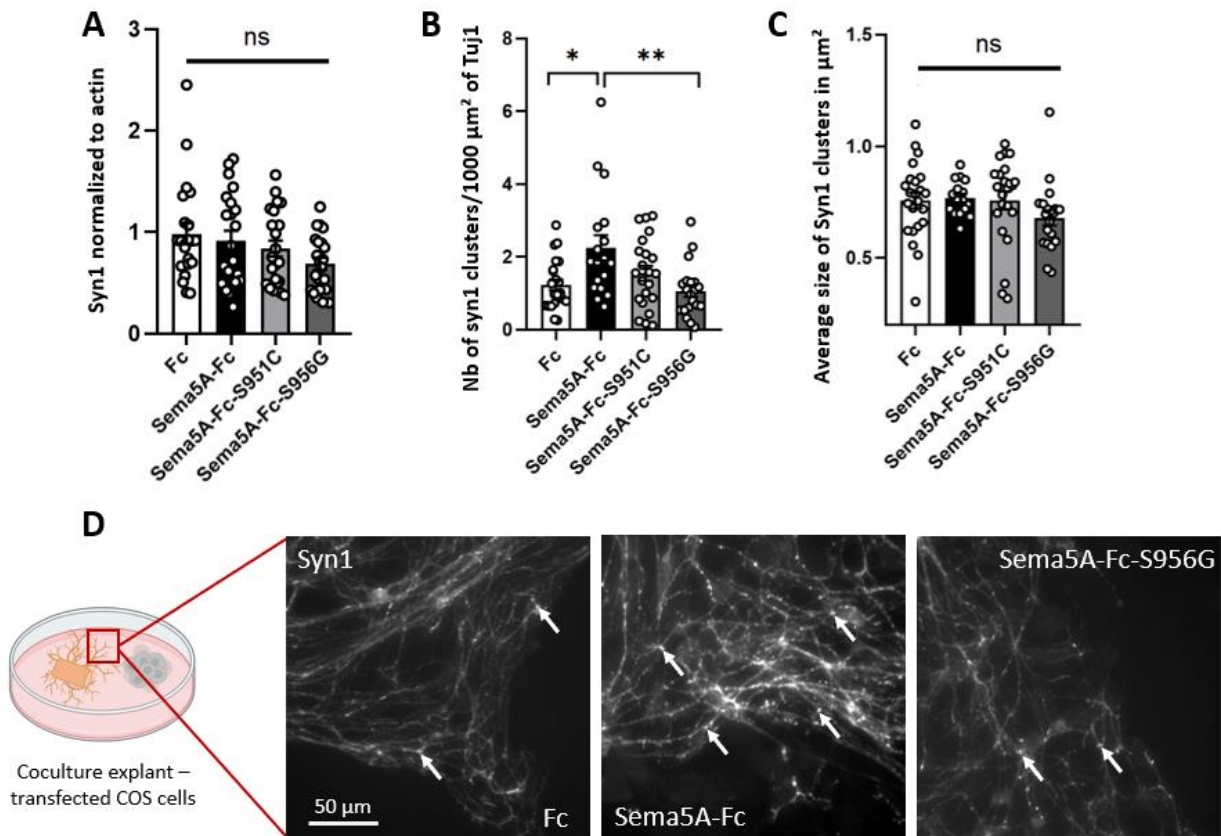 A
Syn1 normalized to actin
3
2
1
0
ns
Fc
Sema5A-Fc
Sema5A-Fc-S951C
Sema5A-Fc-S956G
B
Nb of syn1 clusters/1000 µm² of Tuj1
8
6
4
2
0
*
**
Fc
Sema5A-Fc
Sema5A-Fc-S951C
Sema5A-Fc-S956G
C
Average size of Syn1 clusters in µm²
1.5
1.0
0.5
ns
Fc
Sema5A-Fc
Sema5A-Fc-S951C
Sema5A-Fc-S956G
D
Coculture explant –
transfected COS cells
Syn1
50 µm
Fc
Sema5A-Fc
Sema5A-Fc-S956G